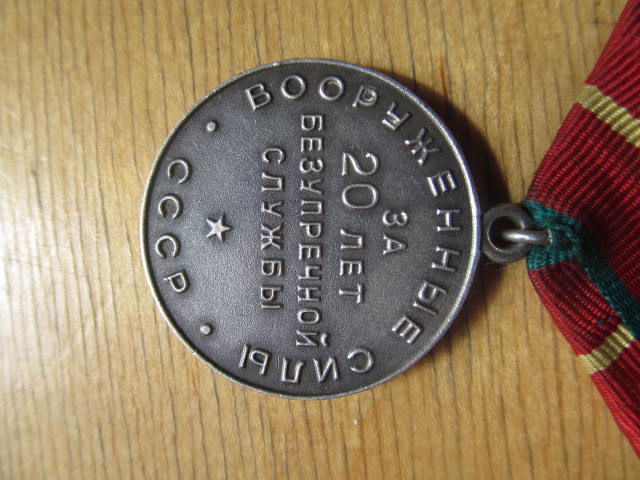 ВООРУЖЕННЫЕ СИЛЫ
ЗА
20 ЛЕТ
БЕЗУПРЕЧНОЙ
СЛУЖБЫ
СССР